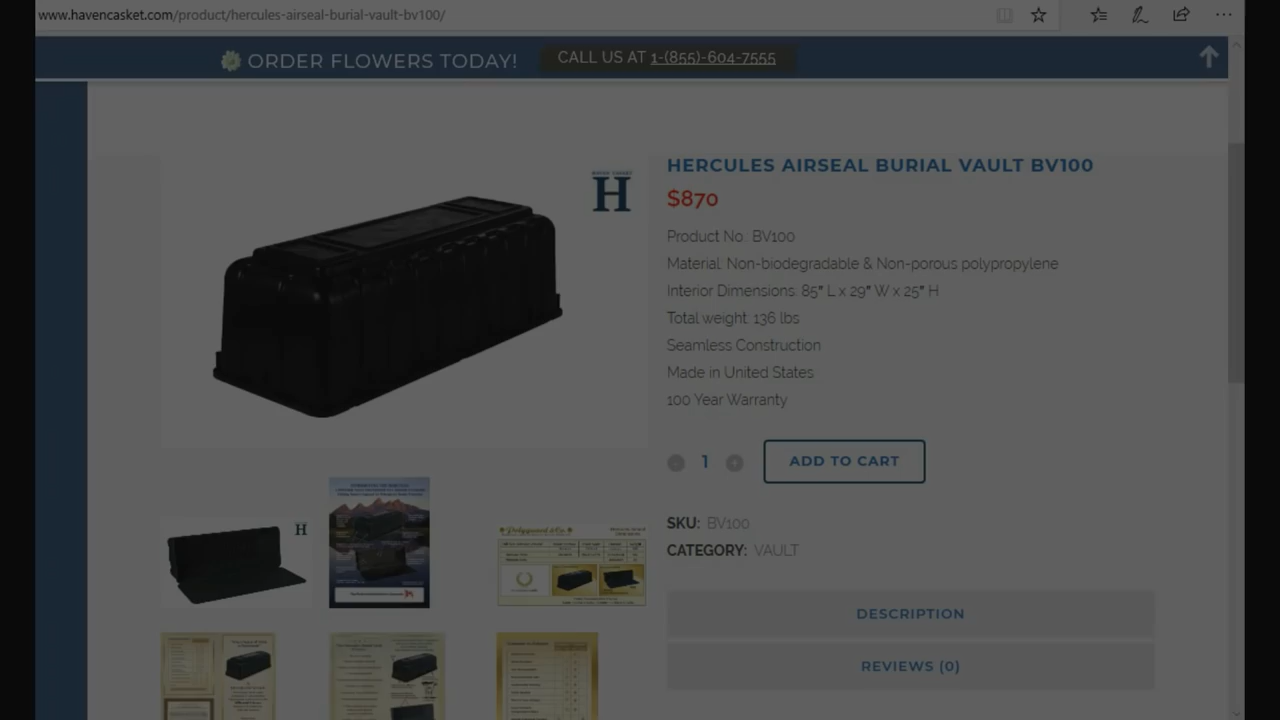 www.havencasket.com/product/hercules-airseal-burial-vault-bv100/
ORDER FLOWERS TODAY!
CALL US AT 1-(855)-604-7555
H
HERCULES AIRSEAL BURIAL VAULT BV100
$870
Product No.: BV100
Material: Non-biodegradable & Non-porous polypropylene
Interior Dimensions: 85" L x 29" W x 25" H
Total weight: 136 lbs
Seamless Construction
Made in United States
100 Year Warranty
1
ADD TO CART
H
SKU: BV100
CATEGORY: VAULT
DESCRIPTION
REVIEWS (0)